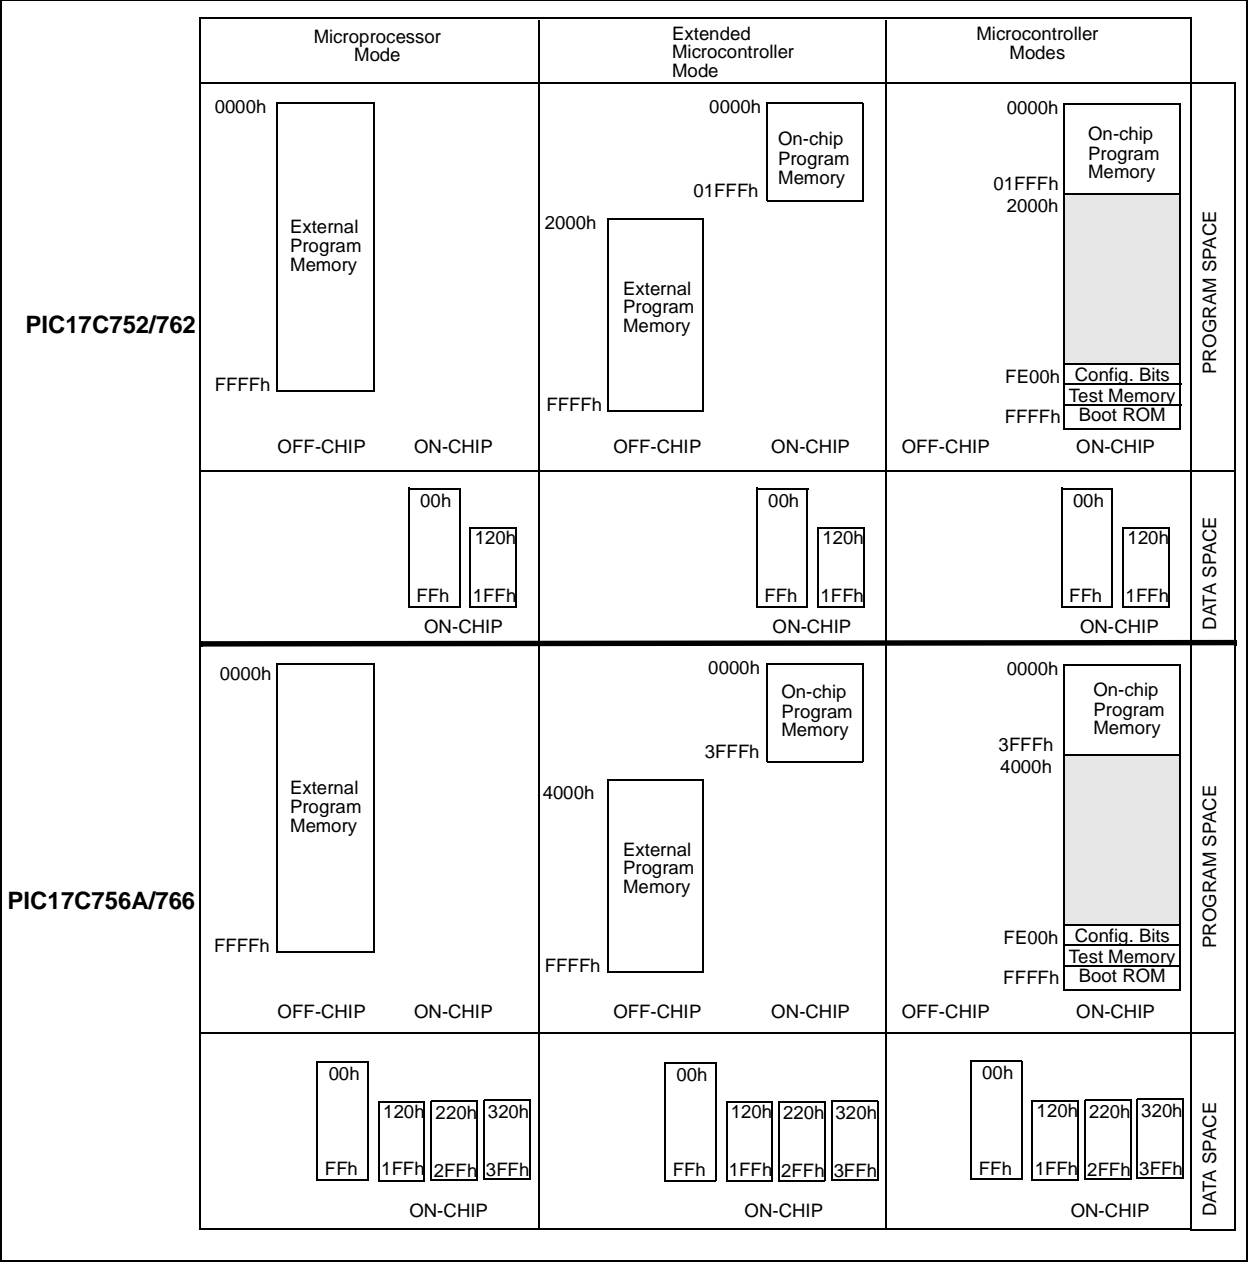 Microprocessor
Mode
Extended
Microcontroller
Mode
Microcontroller
Modes
PIC17C752/762
0000h
External
Program
Memory
FFFFh
OFF-CHIP
ON-CHIP
0000h
On-chip
Program
Memory
01FFFh
2000h
External
Program
Memory
FFFFh
OFF-CHIP
ON-CHIP
0000h
On-chip
Program
Memory
01FFFh
2000h
FE00h
Config. Bits
Test Memory
FFFFh
Boot ROM
OFF-CHIP
ON-CHIP
PROGRAM SPACE
00h
120h
FFh
1FFh
ON-CHIP
00h
120h
FFh
1FFh
ON-CHIP
00h
120h
FFh
1FFh
ON-CHIP
DATA SPACE
PIC17C756A/766
0000h
External
Program
Memory
FFFFh
OFF-CHIP
ON-CHIP
0000h
On-chip
Program
Memory
3FFFh
4000h
External
Program
Memory
FFFFh
OFF-CHIP
ON-CHIP
0000h
On-chip
Program
Memory
3FFFh
4000h
FE00h
Config. Bits
Test Memory
FFFFh
Boot ROM
OFF-CHIP
ON-CHIP
PROGRAM SPACE
00h
120h
220h
320h
FFh
1FFh
2FFh
3FFh
ON-CHIP
00h
120h
220h
320h
FFh
1FFh
2FFh
3FFh
ON-CHIP
00h
120h
220h
320h
FFh
1FFh
2FFh
3FFh
ON-CHIP
DATA SPACE